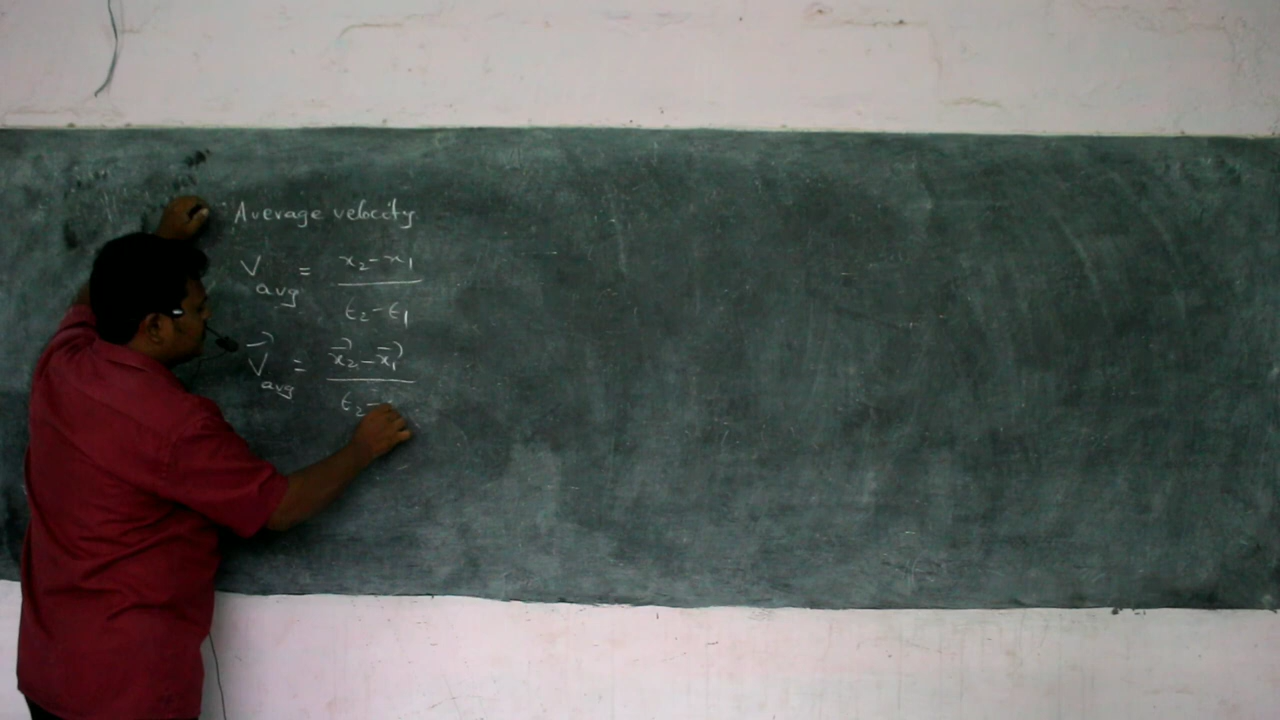 Average velocity
V avg = x₂ - x₁ / t₂ - t₁
V⃗ avg = x⃗₂ - x⃗₁ / t₂ -